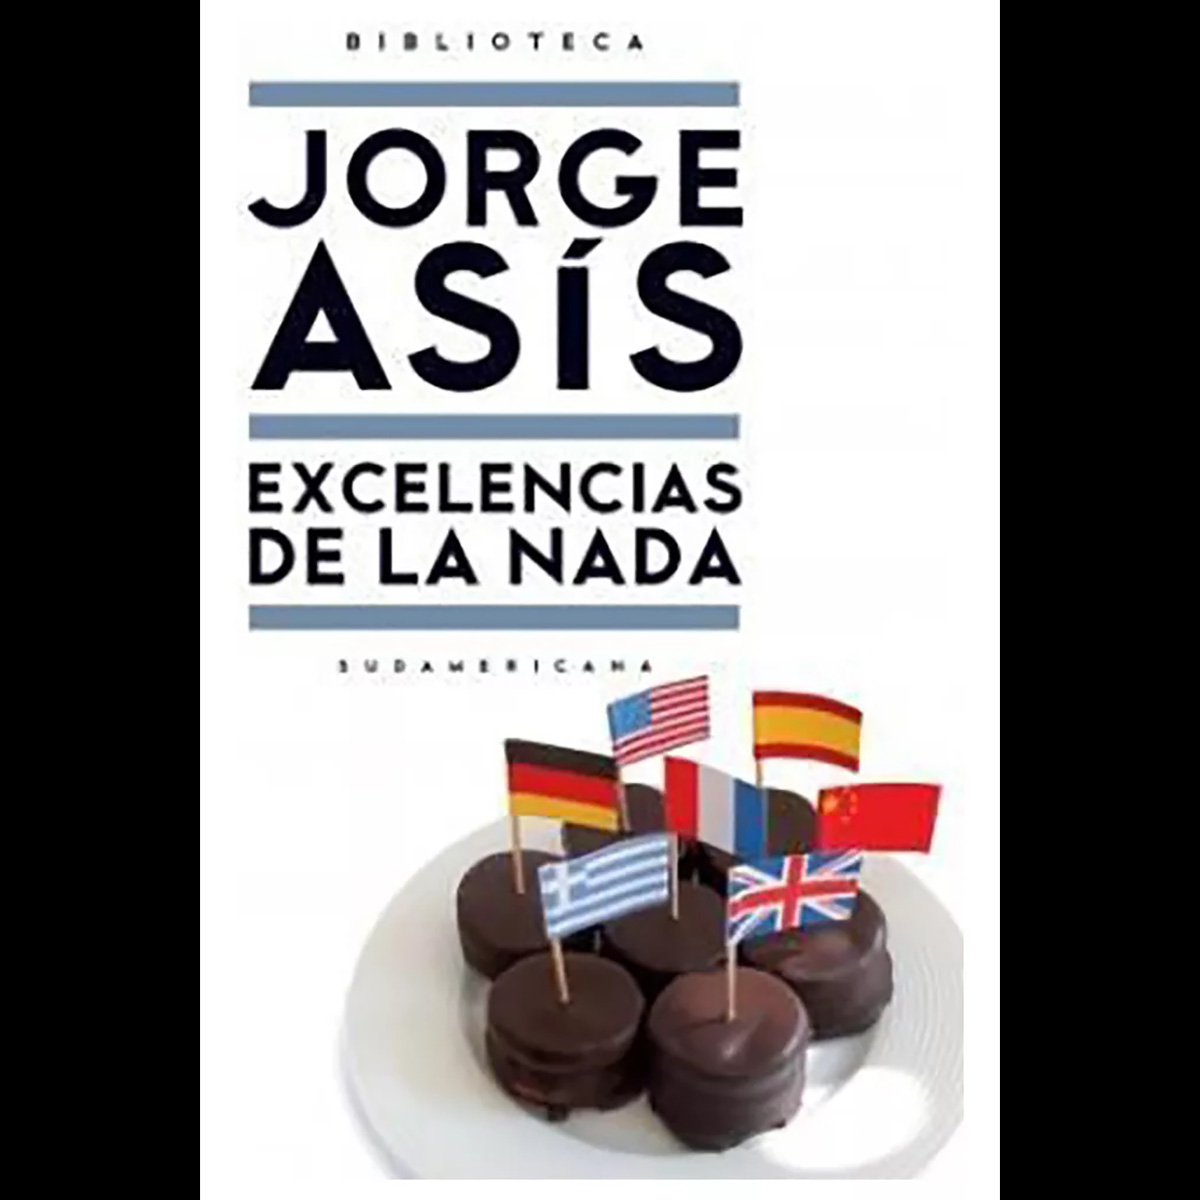 BIBLIOTECA
JORGE
ASÍS
EXCELENCIAS
DE LA NADA
SUDAMERICANA